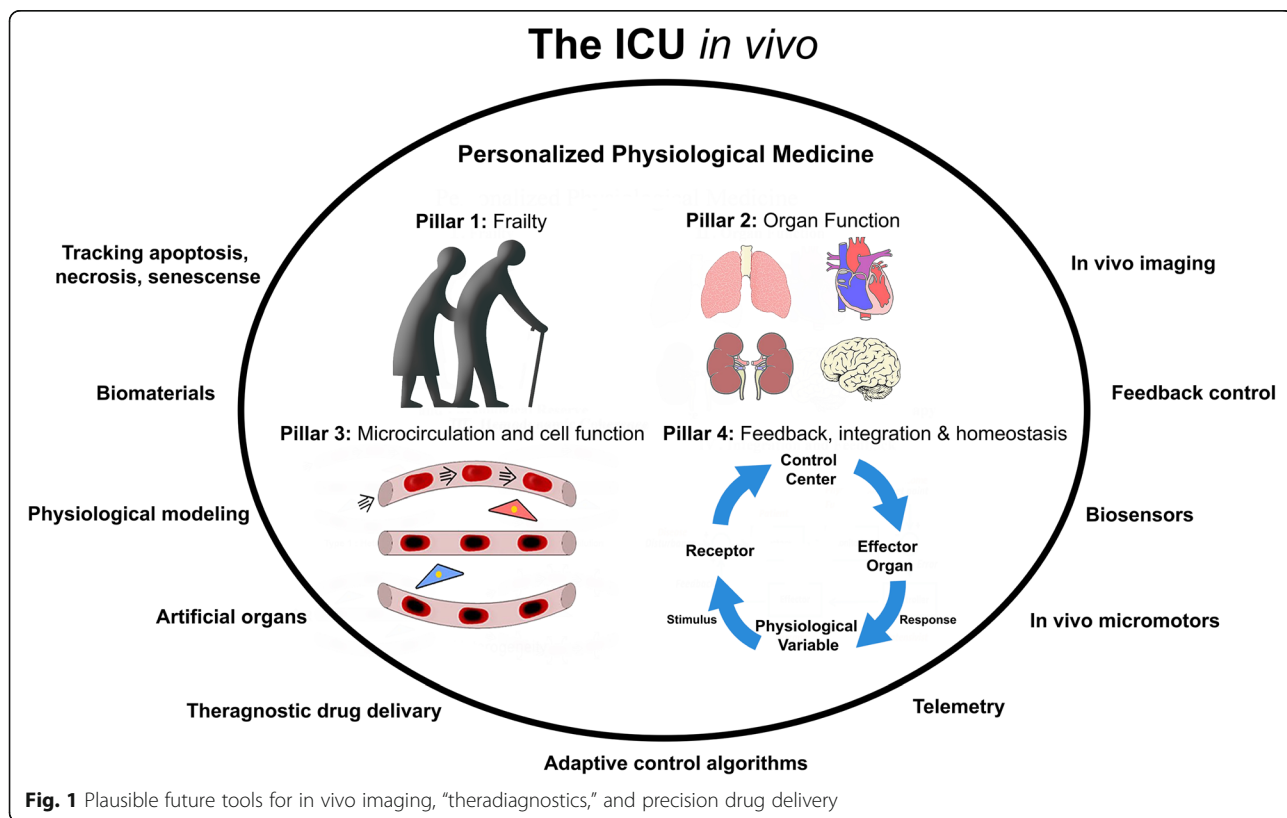 The ICU in vivo
Personalized Physiological Medicine
Pillar 1: Frailty
Pillar 2: Organ Function
Pillar 3: Microcirculation and cell function
Pillar 4: Feedback, integration & homeostasis
Control
Center
Effector
Organ
Response
Physiological
Variable
Stimulus
Receptor
Tracking apoptosis,
necrosis, senescense
Biomaterials
Physiological modeling
Artificial organs
Theragnostic drug delivary
Adaptive control algorithms
Telemetry
In vivo micromotors
Biosensors
Feedback control
In vivo imaging
Fig. 1 Plausible future tools for in vivo imaging, “theradiagnostics,” and precision drug delivery